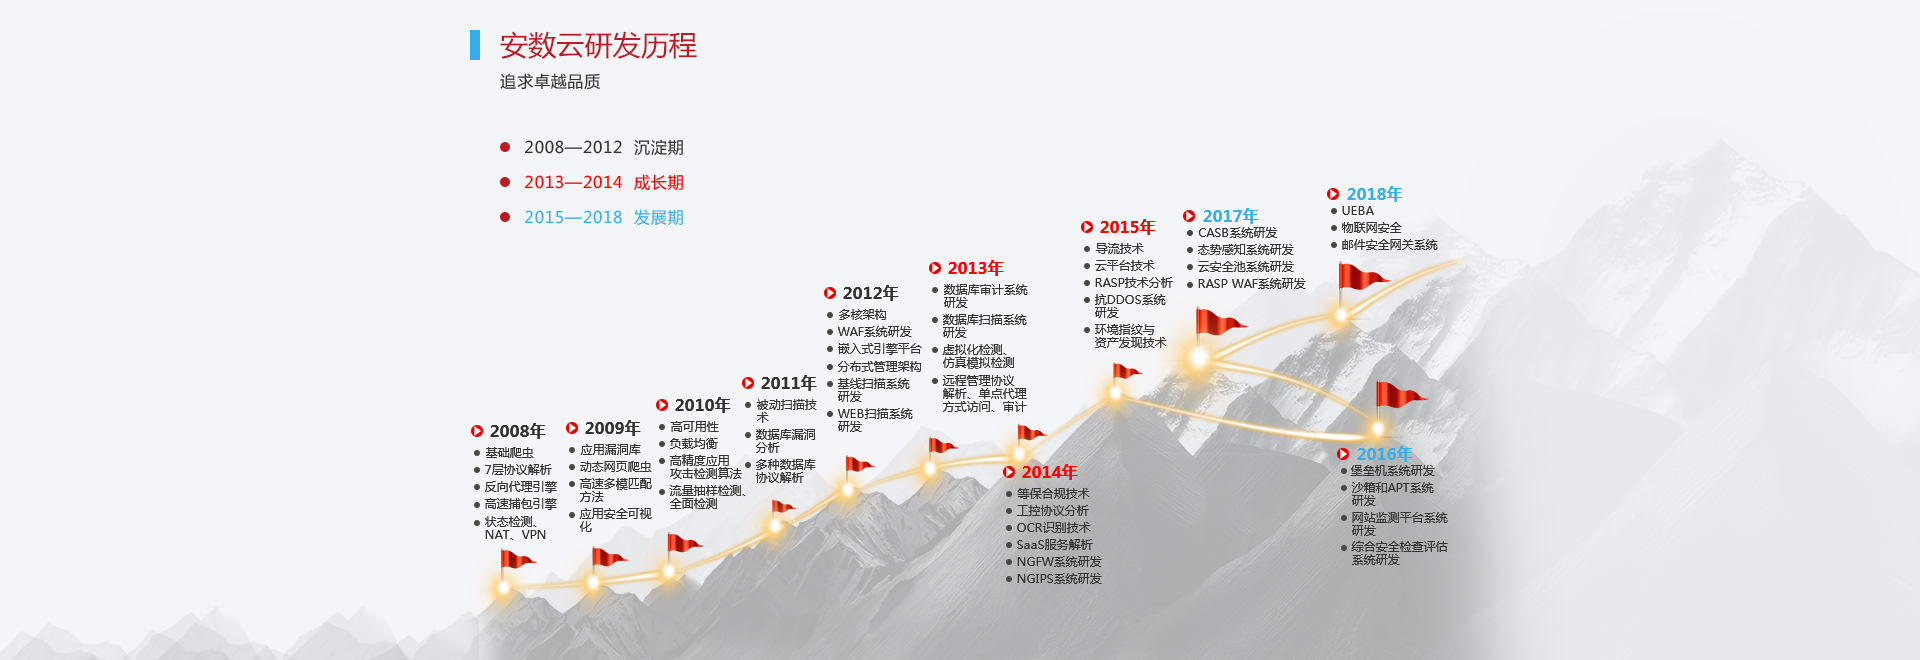 安数云研发历程
追求卓越品质
2008—2012 沉淀期
2013—2014 成长期
2015—2018 发展期
2008年
基础爬虫
7层协议解析
反向代理引擎
高速捕包引擎
状态检测、
NAT、VPN
2009年
应用漏洞库
动态网页爬虫
高速多模匹配
方法
应用安全可视
化
2010年
高可用性
负载均衡
高精度应用
攻击检测算法
流量抽样检测、
全面检测
2011年
被动扫描技
术
数据库漏洞
分析
多种数据库
协议解析
2012年
多核架构
WAF系统研发
嵌入式引擎平台
分布式管理架构
基线扫描系统
研发
WEB扫描系统
研发
2013年
数据库审计系统
研发
数据库扫描系统
研发
虚拟化检测、
仿真模拟检测
远程管理协议
解析、单点代理
方式访问、审计
2014年
等保合规技术
工控协议分析
OCR识别技术
SaaS服务解析
NGFW系统研发
NGIPS系统研发
2015年
导流技术
云平台技术
RASP技术分析
抗DDOS系统
研发
环境指纹与
资产发现技术
2016年
堡垒机系统研发
沙箱和APT系统
研发
网站监测平台系统
研发
综合安全检查评估
系统研发
2017年
CASB系统研发
态势感知系统研发
云安全池系统研发
RASP WAF系统研发
2018年
UEBA
物联网安全
邮件安全网关系统